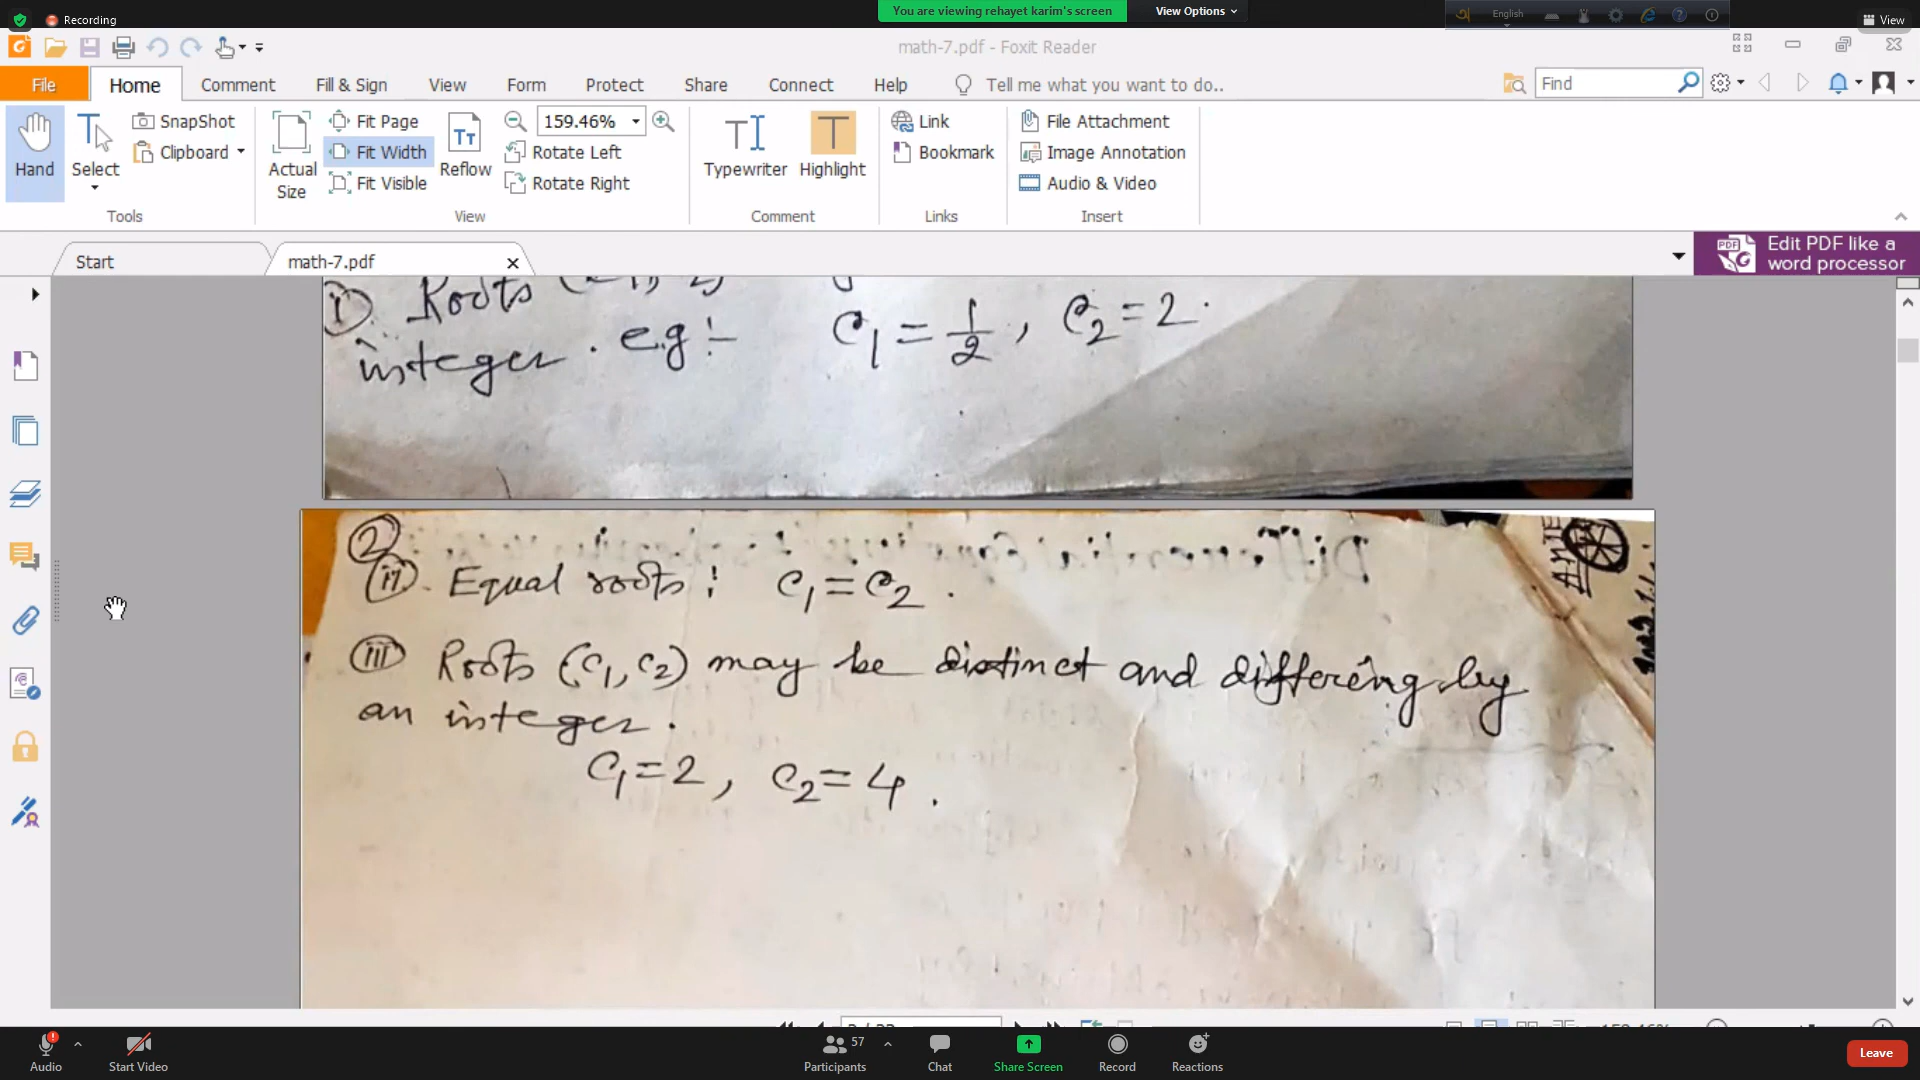 Recording
You are viewing rehayet karim's screen
View Options
English
View
math-7.pdf - Foxit Reader
File
Home
Comment
Fill & Sign
View
Form
Protect
Share
Connect
Help
Tell me what you want to do..
Find
Hand
Select
SnapShot
Clipboard
Tools
Actual
Size
Fit Page
Fit Width
Fit Visible
Reflow
159.46%
Rotate Left
Rotate Right
View
Typewriter
Highlight
Comment
Link
Bookmark
Links
File Attachment
Image Annotation
Audio & Video
Insert
Start
math-7.pdf
Edit PDF like a
word processor
Roots
integer. e.g :- C₁ = 1/2, C₂ = 2.
②
(ii). Equal roots : C₁ = C₂.
(iii) Roots (C₁, C₂) may be distinct and differing by
an integer.
C₁ = 2, C₂ = 4.
Audio
Start Video
57
Participants
Chat
Share Screen
Record
Reactions
Leave